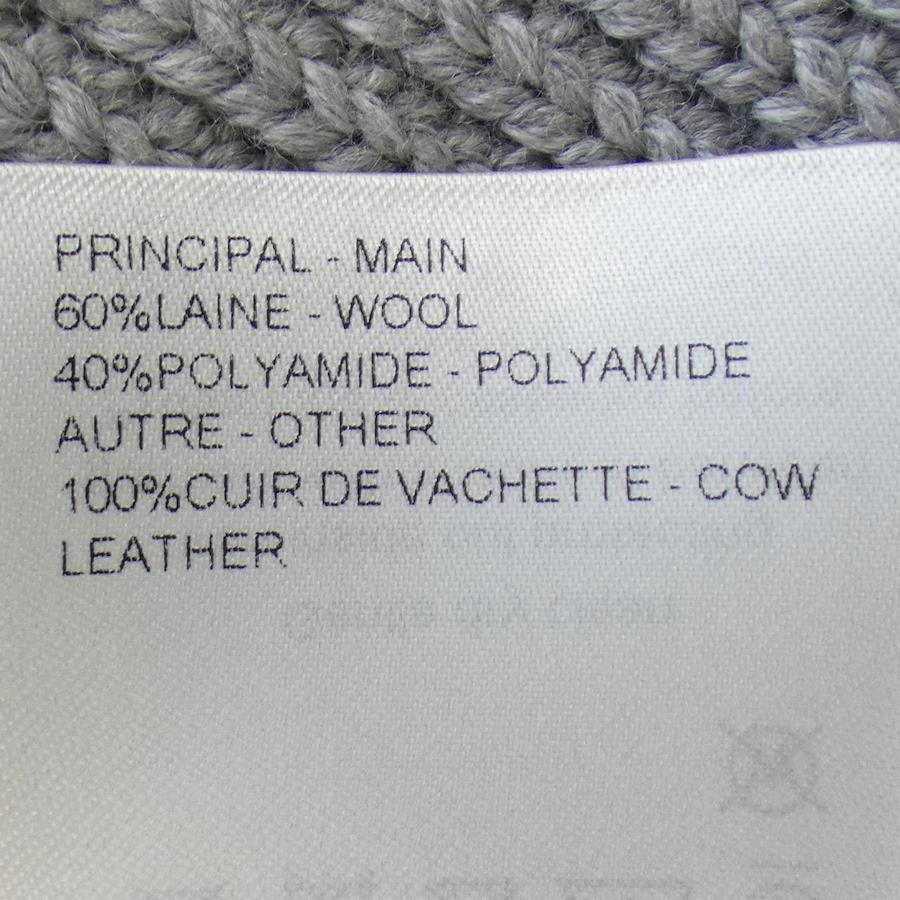 PRINCIPAL - MAIN
60%LAINE - WOOL
40%POLYAMIDE - POLYAMIDE
AUTRE - OTHER
100%CUIR DE VACHETTE - COW
LEATHER